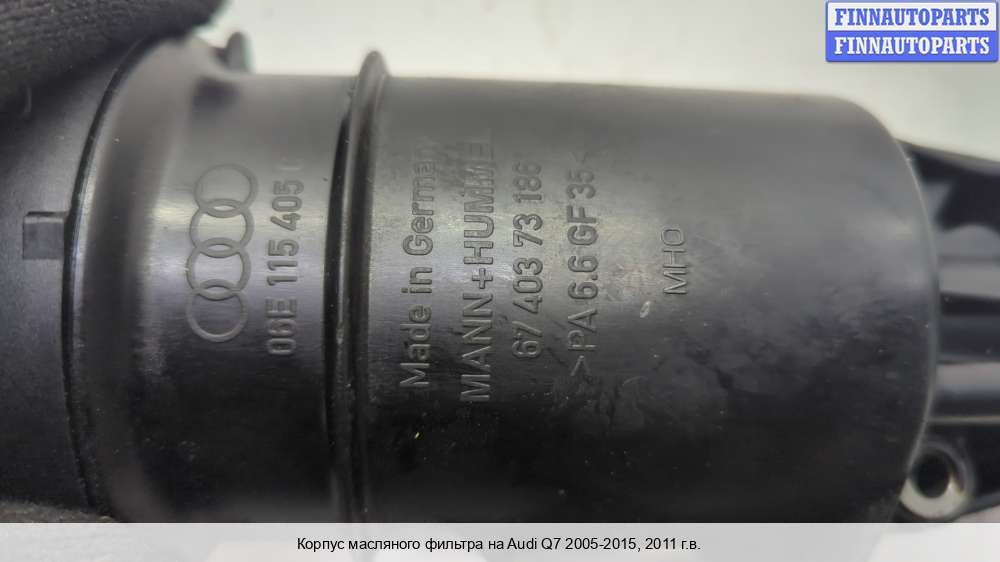 FINNAUTOPARTS
FINNAUTOPARTS
06E 115 405
Made in German
MANN+HUMMEL
67 403 73 186
>PA 6.6 GF 35<
MHO
Корпус масляного фильтра на Audi Q7 2005-2015, 2011 г.в.